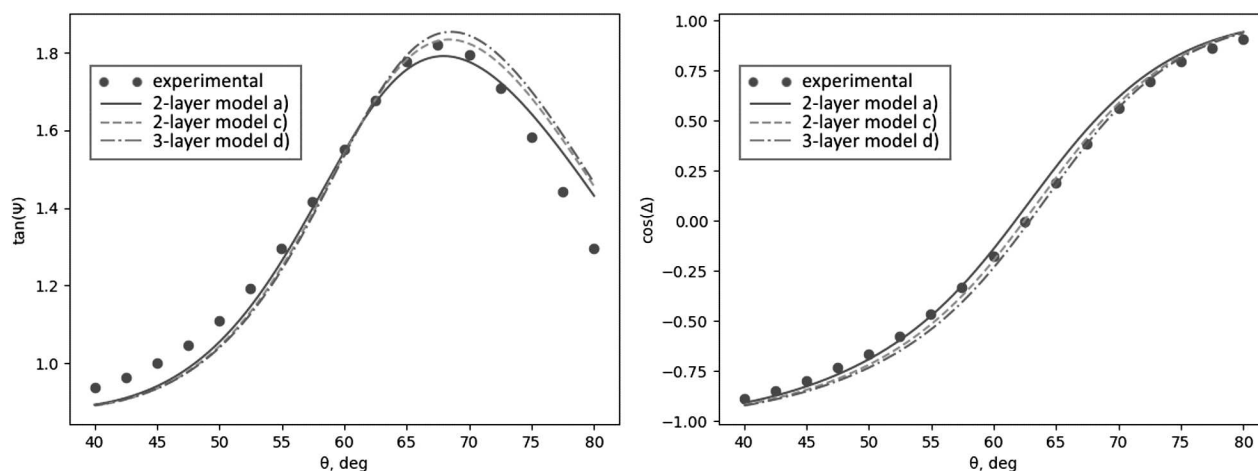 1.8
1.6
1.4
1.2
1.0
tan(Ψ)
experimental
2-layer model a)
2-layer model c)
3-layer model d)
40 45 50 55 60 65 70 75 80
θ, deg
1.00
0.75
0.50
0.25
0.00
−0.25
−0.50
−0.75
−1.00
cos(Δ)
experimental
2-layer model a)
2-layer model c)
3-layer model d)
40 45 50 55 60 65 70 75 80
θ, deg